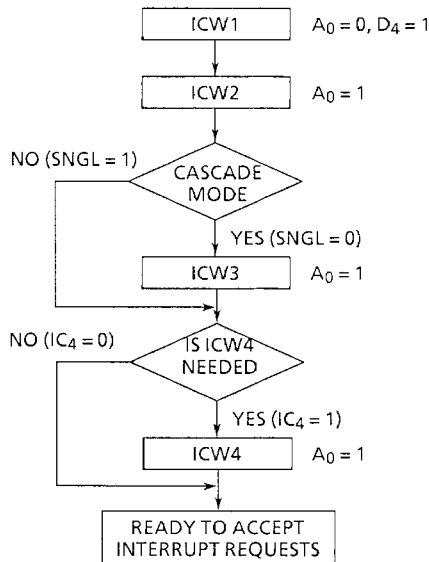 ICW1 A₀ = 0, D₄ = 1
ICW2 A₀ = 1
NO (SNGL = 1)
CASCADE
MODE
YES (SNGL = 0)
ICW3 A₀ = 1
NO (IC₄ = 0)
IS ICW4
NEEDED
YES (IC₄ = 1)
ICW4 A₀ = 1
READY TO ACCEPT
INTERRUPT REQUESTS